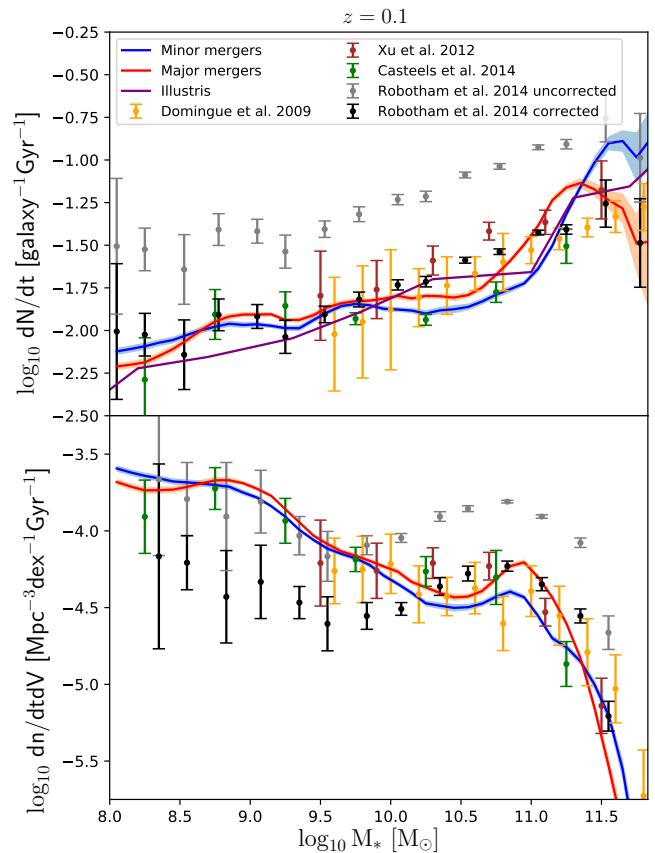 z = 0.1
−0.25
−0.50
−0.75
−1.00
−1.25
−1.50
−1.75
−2.00
−2.25
−2.50
log₁₀ dN/dt [galaxy⁻¹Gyr⁻¹]
Minor mergers
Major mergers
Illustris
Domingue et al. 2009
Xu et al. 2012
Casteels et al. 2014
Robotham et al. 2014 uncorrected
Robotham et al. 2014 corrected
−3.5
−4.0
−4.5
−5.0
−5.5
log₁₀ dn/dtdV [Mpc⁻³dex⁻¹Gyr⁻¹]
8.0 8.5 9.0 9.5 10.0 10.5 11.0 11.5
log₁₀ M* [M☉]